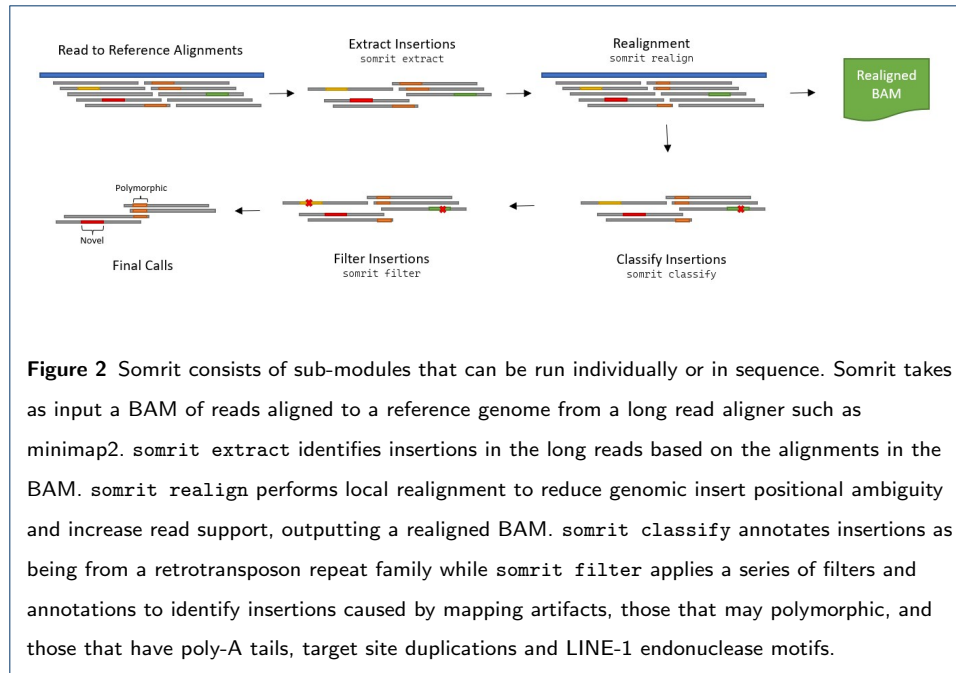 Read to Reference Alignments
Extract Insertions
somrit extract
Realignment
somrit realign
Realigned
BAM
Polymorphic
Novel
Final Calls
Filter Insertions
somrit filter
Classify Insertions
somrit classify
Figure 2 Somrit consists of sub-modules that can be run individually or in sequence. Somrit takes
as input a BAM of reads aligned to a reference genome from a long read aligner such as
minimap2. somrit extract identifies insertions in the long reads based on the alignments in the
BAM. somrit realign performs local realignment to reduce genomic insert positional ambiguity
and increase read support, outputting a realigned BAM. somrit classify annotates insertions as
being from a retrotransposon repeat family while somrit filter applies a series of filters and
annotations to identify insertions caused by mapping artifacts, those that may polymorphic, and
those that have poly-A tails, target site duplications and LINE-1 endonuclease motifs.